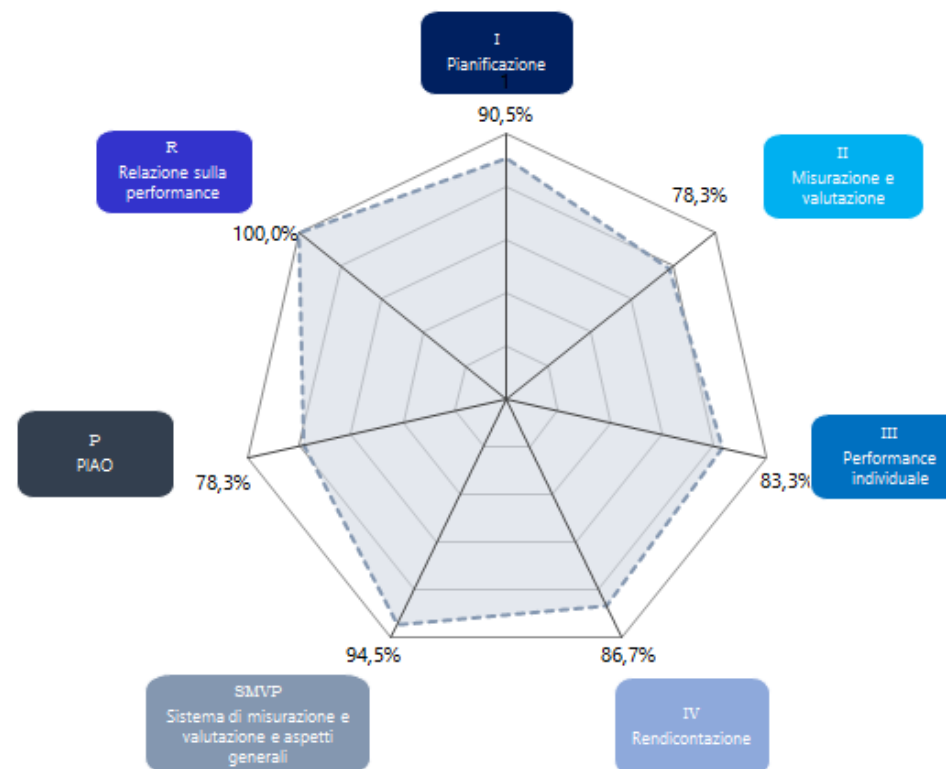 I
Pianificazione
1
90,5%
R
Relazione sulla
performance
100,0%
II
Misurazione e
valutazione
78,3%
P
PIAO
78,3%
III
Performance
individuale
83,3%
SMVP
Sistema di misurazione e
valutazione e aspetti
generali
94,5%
IV
Rendicontazione
86,7%